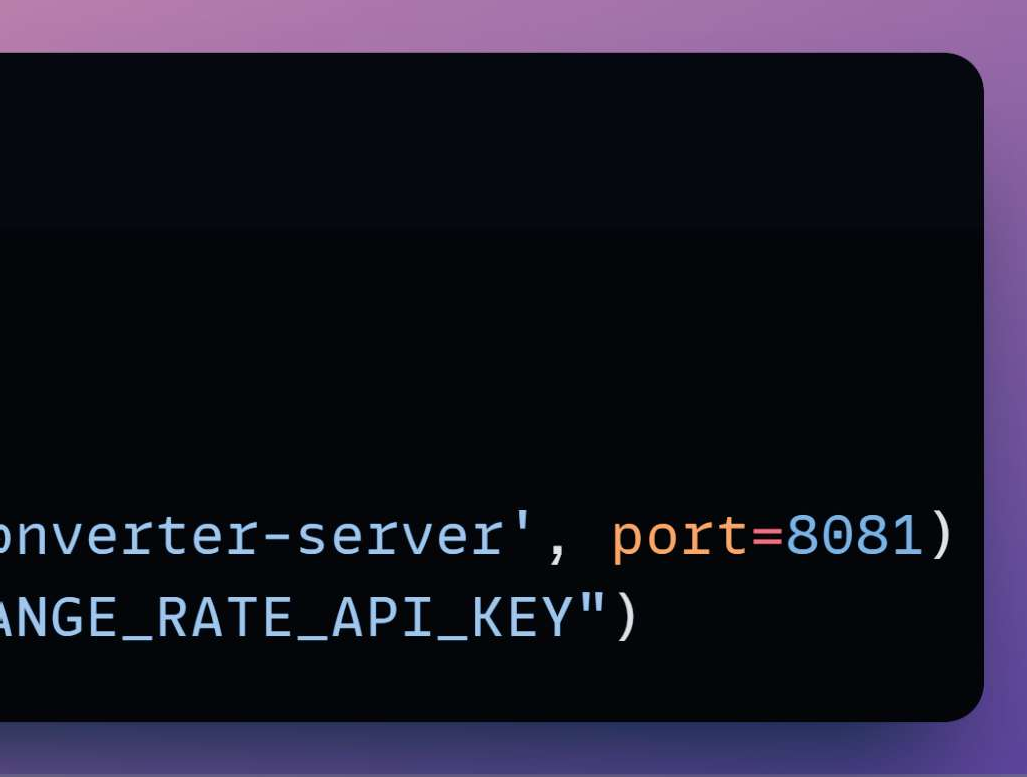 onverter-server', port=8081)
ANGE_RATE_API_KEY")